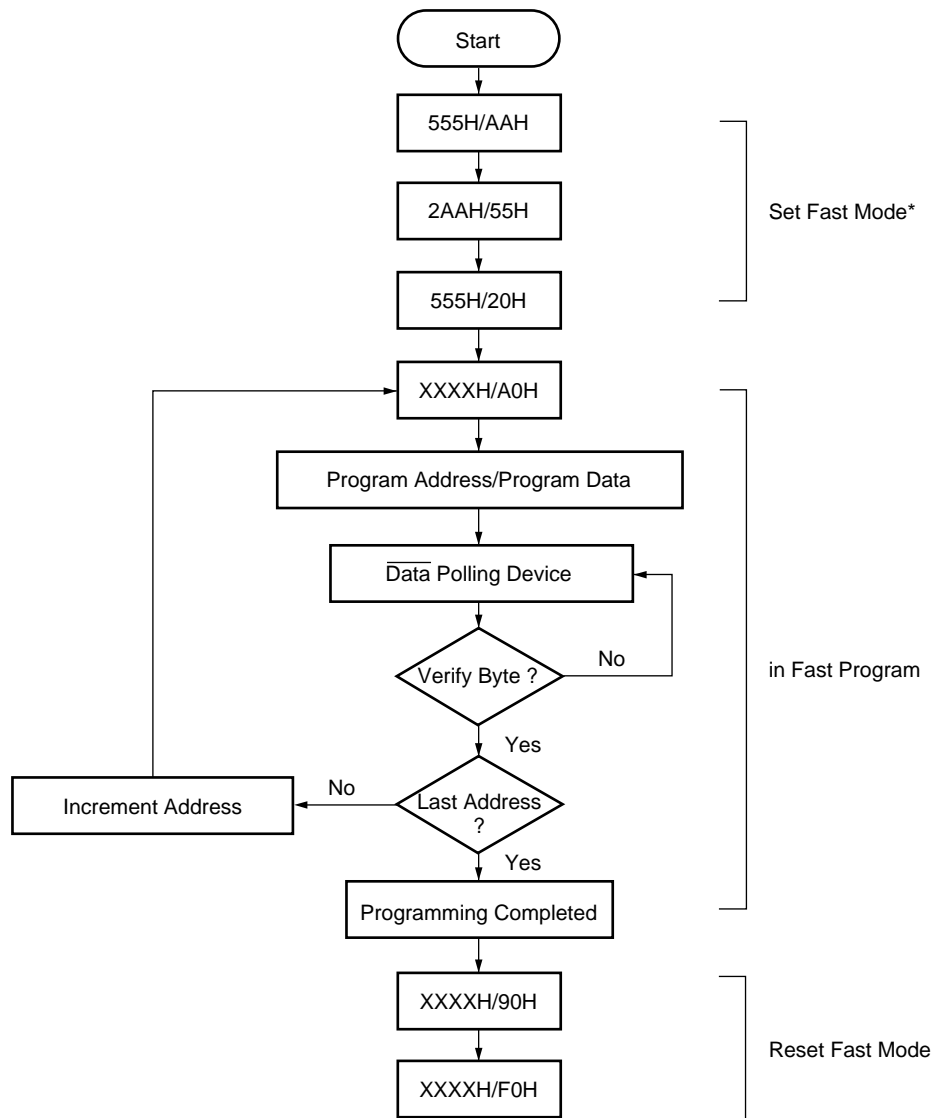 Start
555H/AAH
2AAH/55H
Set Fast Mode*
555H/20H
XXXXH/A0H
Program Address/Program Data
Data Polling Device
Verify Byte ?
No
in Fast Program
Yes
Increment Address
No
Last Address
?
Yes
Programming Completed
XXXXH/90H
Reset Fast Mode
XXXXH/F0H